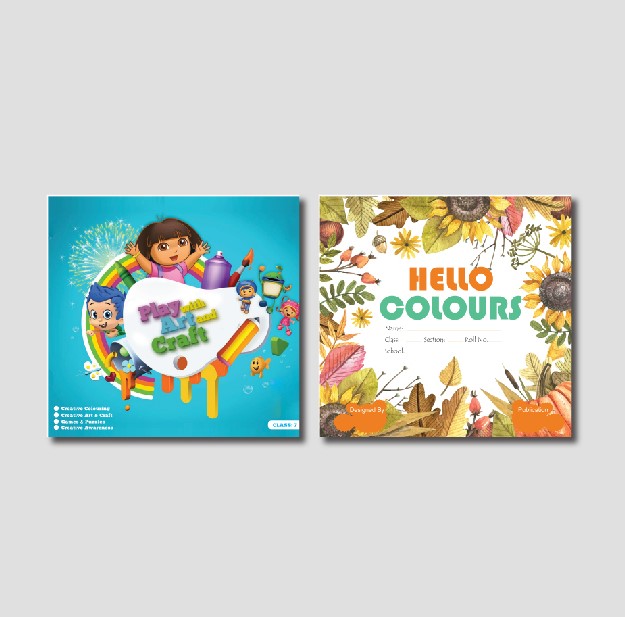 Play with
Art and
Craft
Creative Colouring
Creative Art & Craft
Games & Puzzles
Creative Awareness
CLASS-
HELLO
COLOURS
Name:
Class: Section: Roll No.
School:
Designed By
Publication